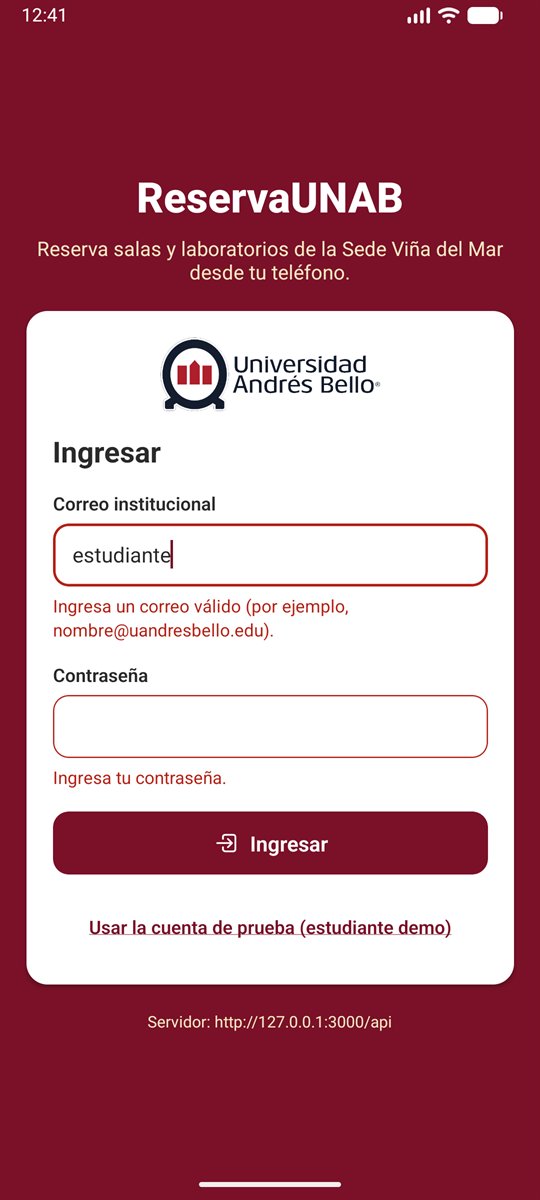 12:41
ReservaUNAB
Reserva salas y laboratorios de la Sede Viña del Mar
desde tu teléfono.
Universidad
Andrés Bello®
Ingresar
Correo institucional
estudiante
Ingresa un correo válido (por ejemplo,
nombre@uandresbello.edu).
Contraseña
Ingresa tu contraseña.
Ingresar
Usar la cuenta de prueba (estudiante demo)
Servidor: http://127.0.0.1:3000/api